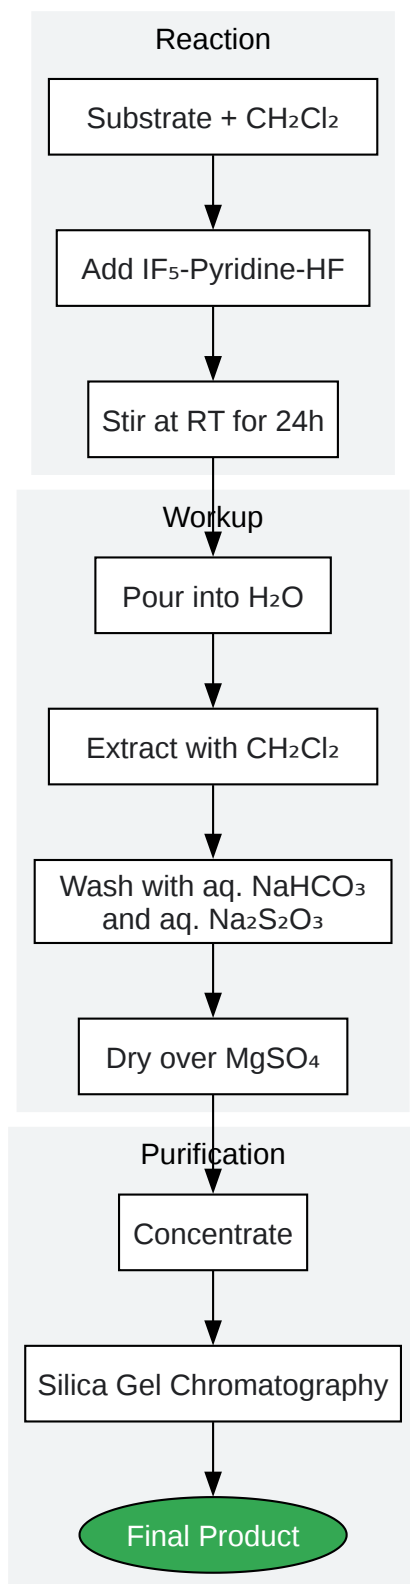 Reaction
Substrate + CH₂Cl₂
Add IF₅-Pyridine-HF
Stir at RT for 24h
Workup
Pour into H₂O
Extract with CH₂Cl₂
Wash with aq. NaHCO₃
and aq. Na₂S₂O₃
Dry over MgSO₄
Purification
Concentrate
Silica Gel Chromatography
Final Product